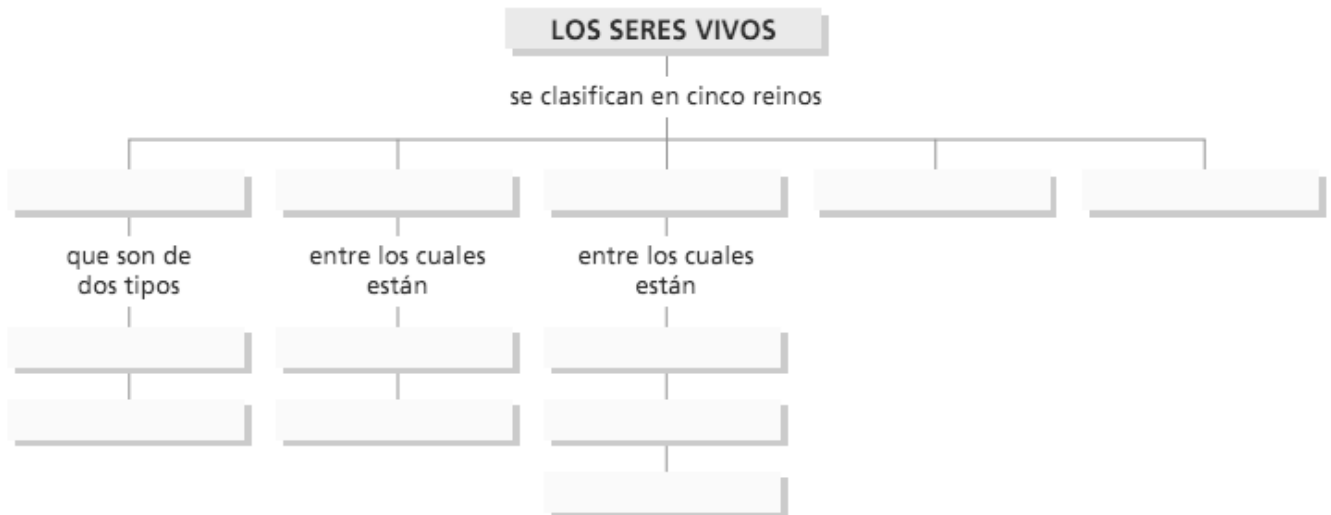 LOS SERES VIVOS
se clasifican en cinco reinos
que son de
dos tipos
entre los cuales
están
entre los cuales
están